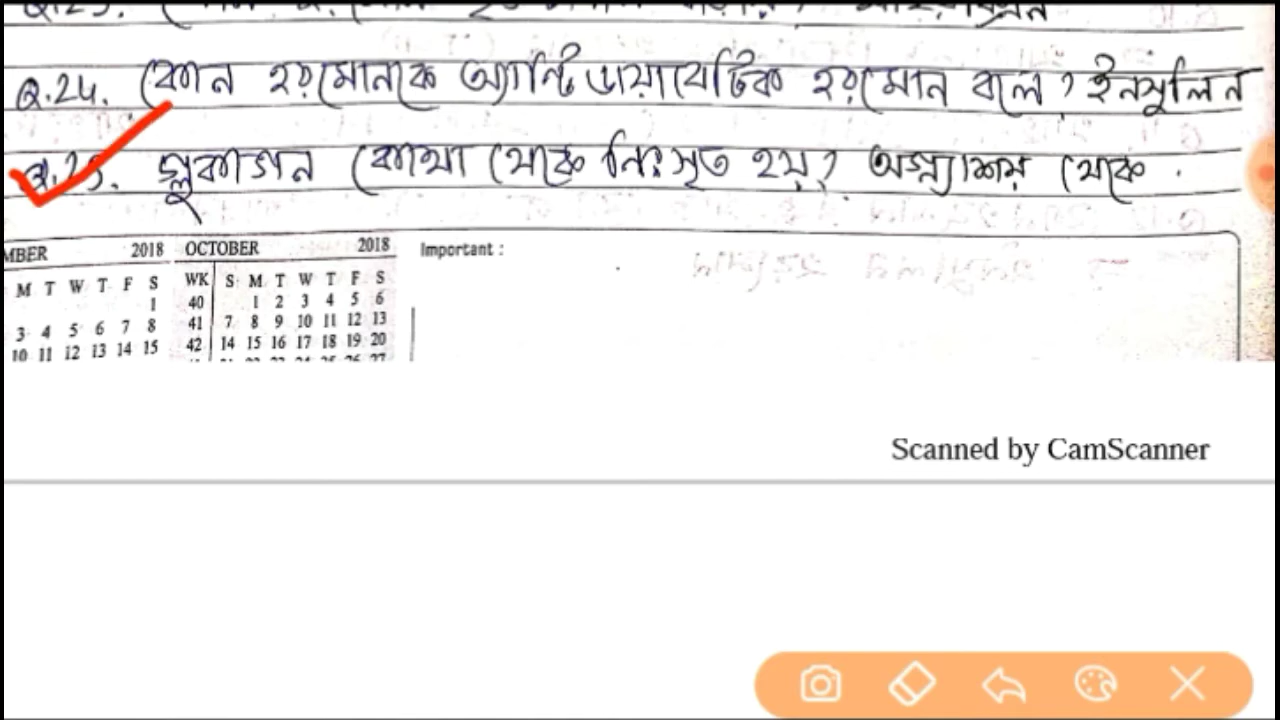 Q.24. কোন হরমোনকে অ্যান্টি ডায়াবেটিক হরমোন বলে? ইনসুলিন
Q.25. গ্লুকাগন কোথা থেকে নিঃসৃত হয়? অগ্ন্যাশয় থেকে.
MBER 2018 OCTOBER 2018 Important :
M T W T F S WK S M T W T F S
1 40 1 2 3 4 5 6
3 4 5 6 7 8 41 7 8 9 10 11 12 13
10 11 12 13 14 15 42 14 15 16 17 18 19 20
Scanned by CamScanner